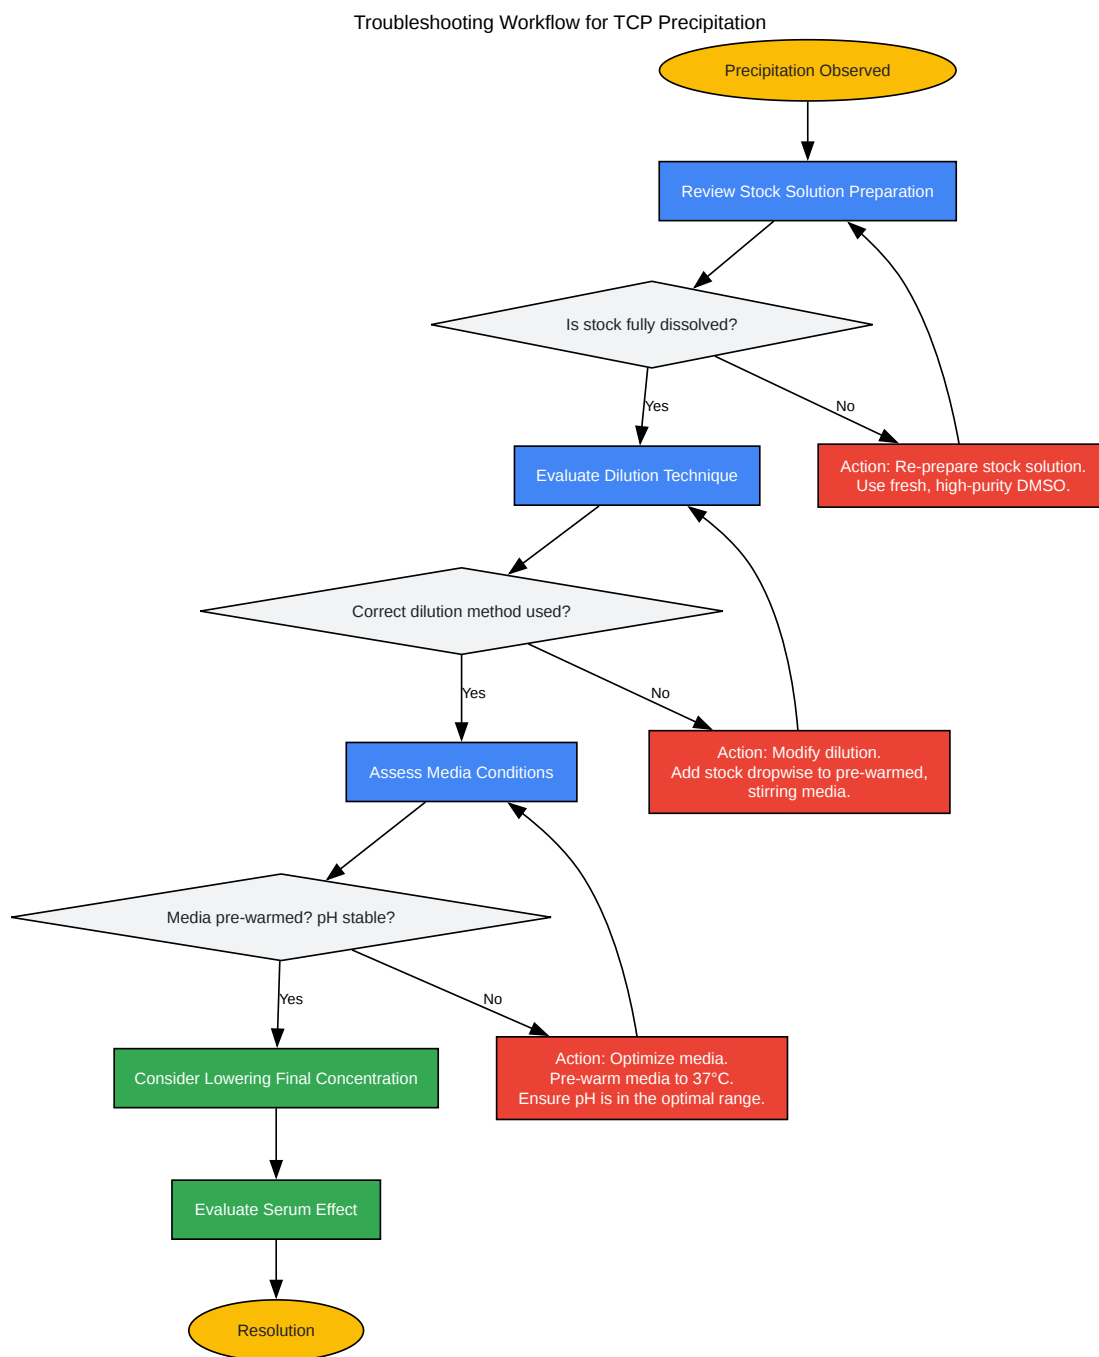 Troubleshooting Workflow for TCP Precipitation
Precipitation Observed
Review Stock Solution Preparation
Is stock fully dissolved?
Yes
No
Evaluate Dilution Technique
Action: Re-prepare stock solution.
Use fresh, high-purity DMSO.
Correct dilution method used?
Yes
No
Assess Media Conditions
Action: Modify dilution.
Add stock dropwise to pre-warmed,
stirring media.
Media pre-warmed? pH stable?
Yes
No
Consider Lowering Final Concentration
Action: Optimize media.
Pre-warm media to 37°C.
Ensure pH is in the optimal range.
Evaluate Serum Effect
Resolution